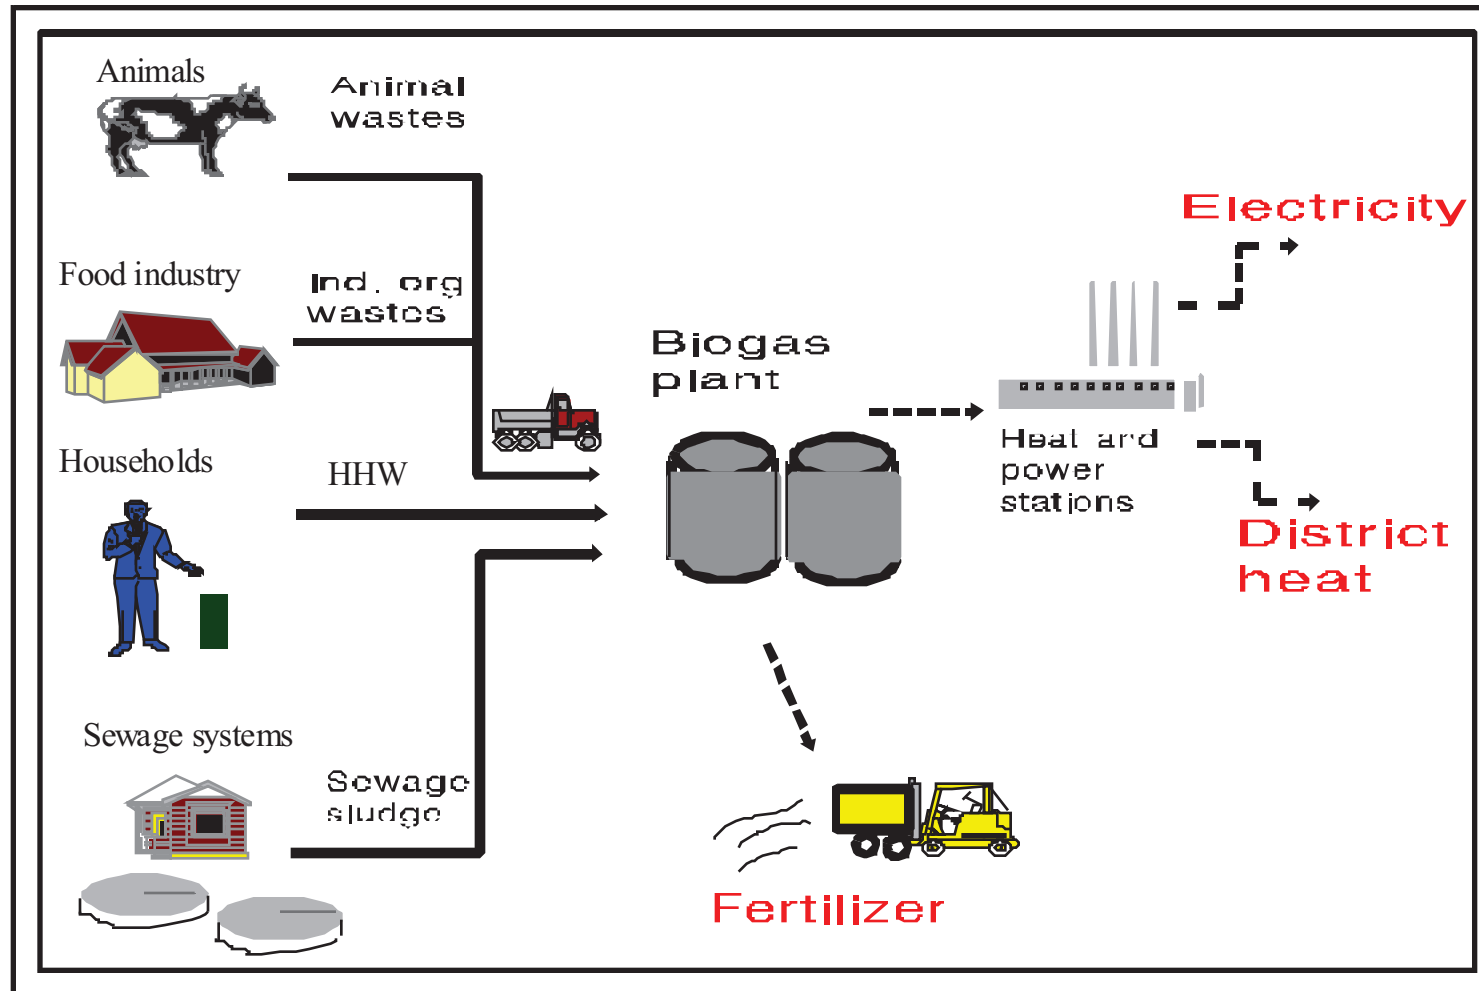 Animals
Animal
wastes
Food industry
Ind. org
wastes
Households
HHW
Sewage systems
Sewage
sludge
Biogas
plant
Heat and
power
stations
Electricity
District
heat
Fertilizer